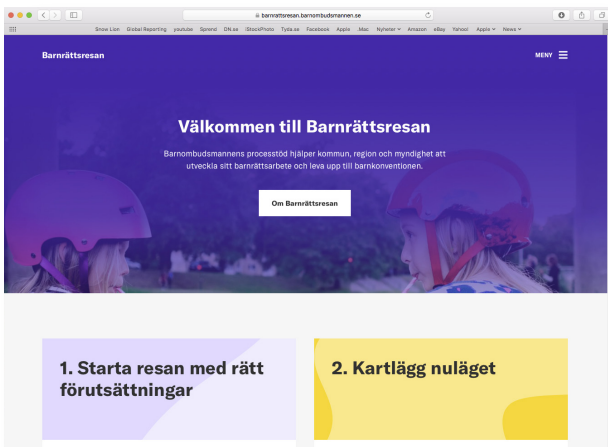 barnrattsresan.barnombudsmannen.se
Snow Lion Global Reporting youtube Sprend DN.se iStockPhoto Tyda.se Facebook Apple .Mac Nyheter Amazon eBay Yahoo! Apple News
Barnrättsresan
MENY
Välkommen till Barnrättsresan
Barnombudsmannens processtöd hjälper kommun, region och myndighet att
utveckla sitt barnrättsarbete och leva upp till barnkonventionen.
Om Barnrättsresan
1. Starta resan med rätt
förutsättningar
2. Kartlägg nuläget